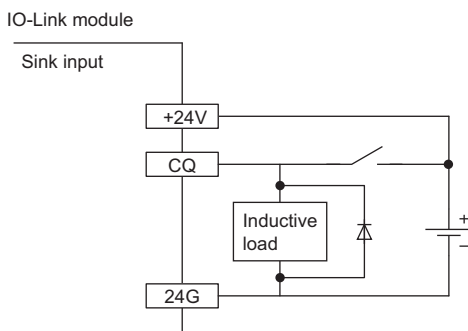 IO-Link module
Sink input
+24V
CQ
Inductive
load
+
−
24G